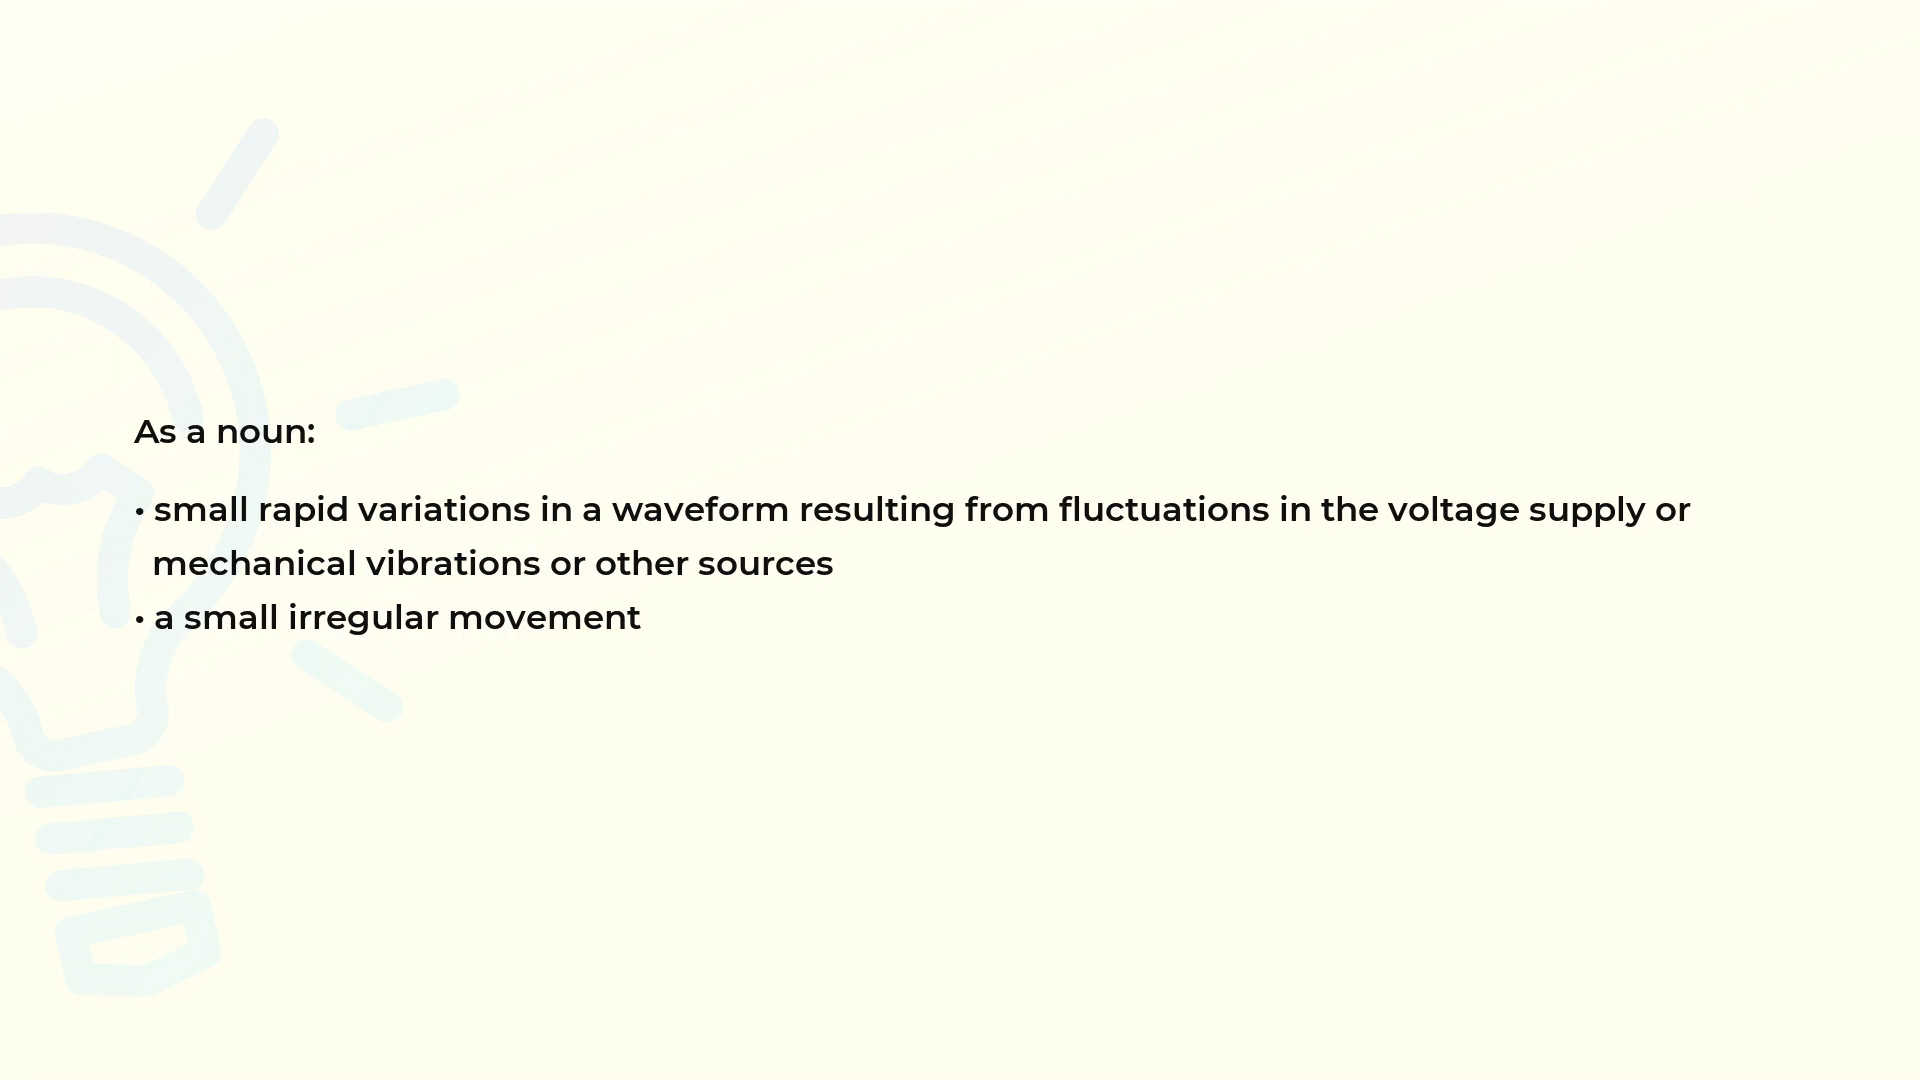 As a noun:
• small rapid variations in a waveform resulting from fluctuations in the voltage supply or
mechanical vibrations or other sources
• a small irregular movement